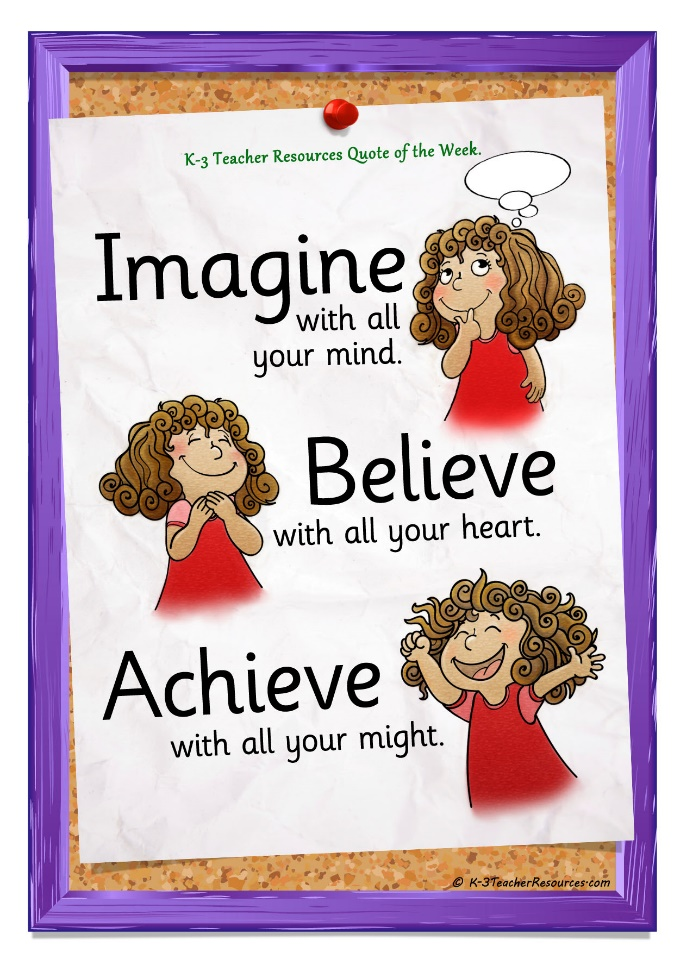 K-3 Teacher Resources Quote of the Week.
Imagine
with all
your mind.
Believe
with all your heart.
Achieve
with all your might.
© K-3TeacherResources.com